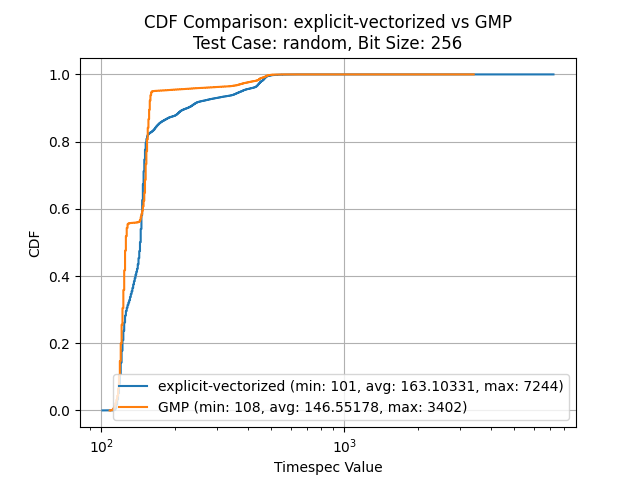 CDF Comparison: explicit-vectorized vs GMP
Test Case: random, Bit Size: 256
1.0
0.8
0.6
0.4
0.2
0.0
CDF
explicit-vectorized (min: 101, avg: 163.10331, max: 7244)
GMP (min: 108, avg: 146.55178, max: 3402)
10²
10³
Timespec Value